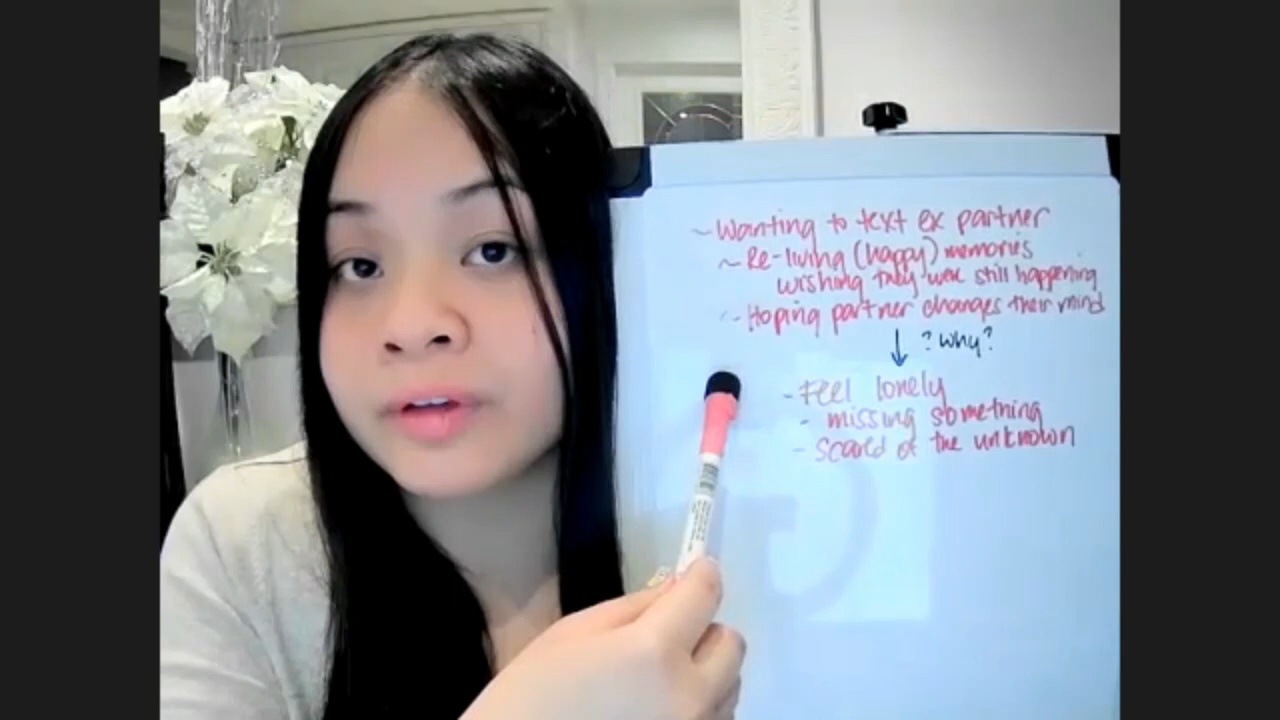 ~ Wanting to text ex partner
~ Re-living (happy) memories
wishing they were still happening
~ Hoping partner changes their mind
↓ ? why?
- Feel lonely
- missing something
- scared of the unknown